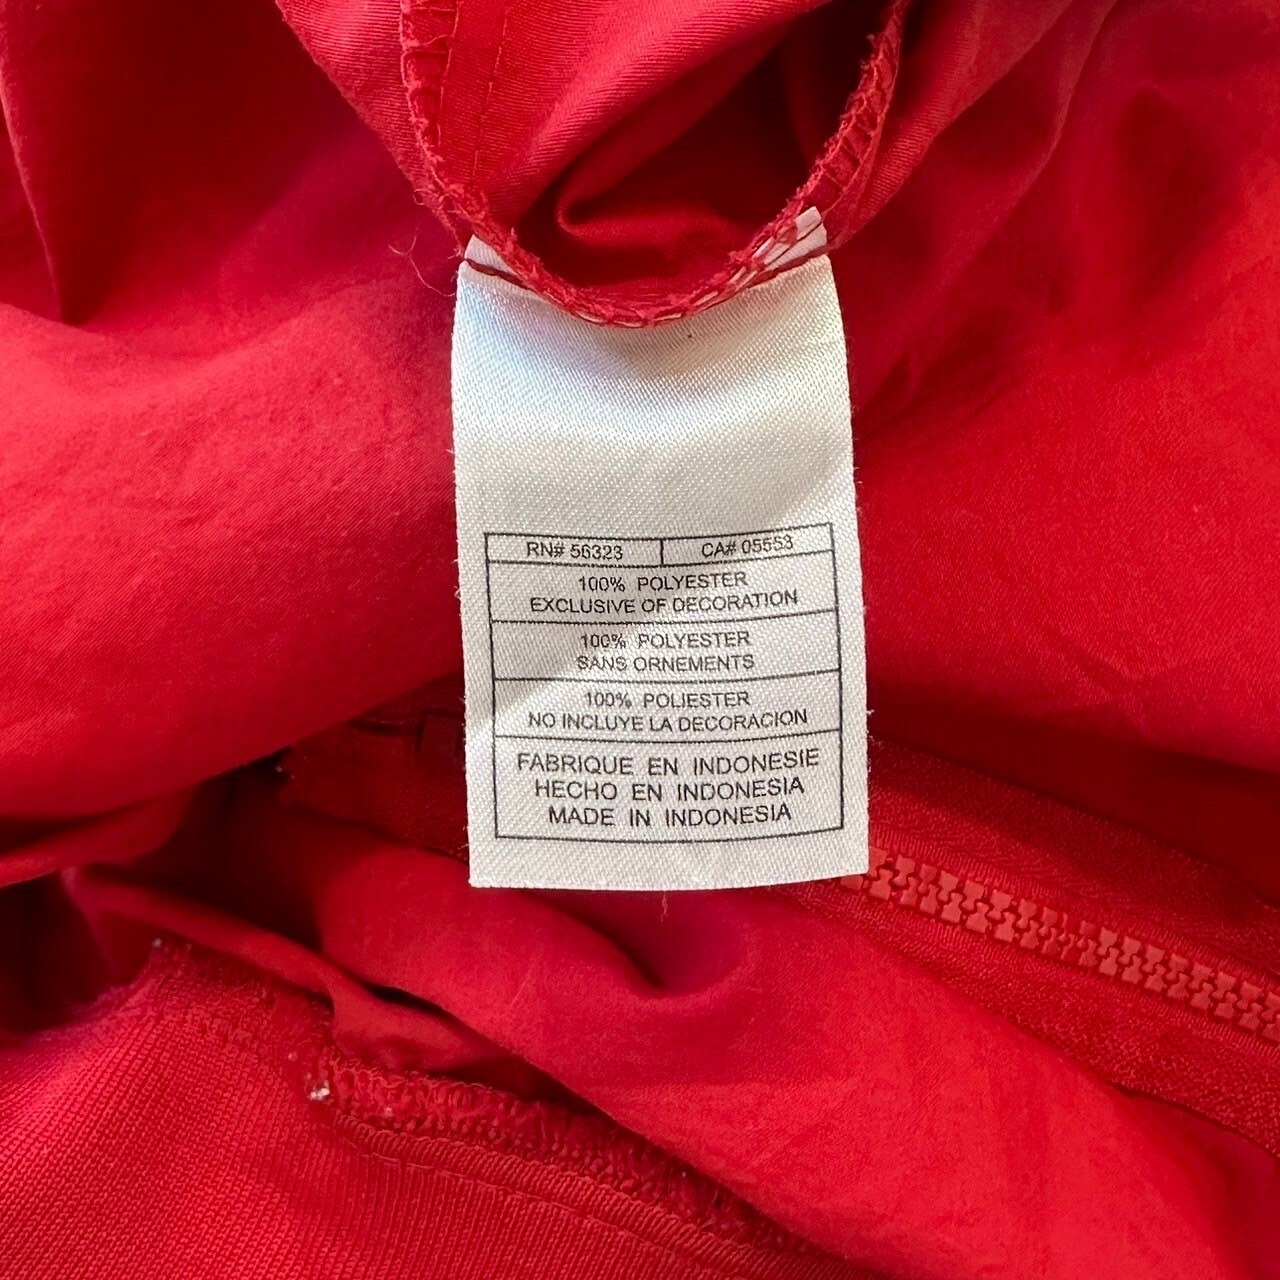 RN# 56323 CA# 05553
100% POLYESTER
EXCLUSIVE OF DECORATION
100% POLYESTER
SANS ORNEMENTS
100% POLIESTER
NO INCLUYE LA DECORACION
FABRIQUE EN INDONESIE
HECHO EN INDONESIA
MADE IN INDONESIA